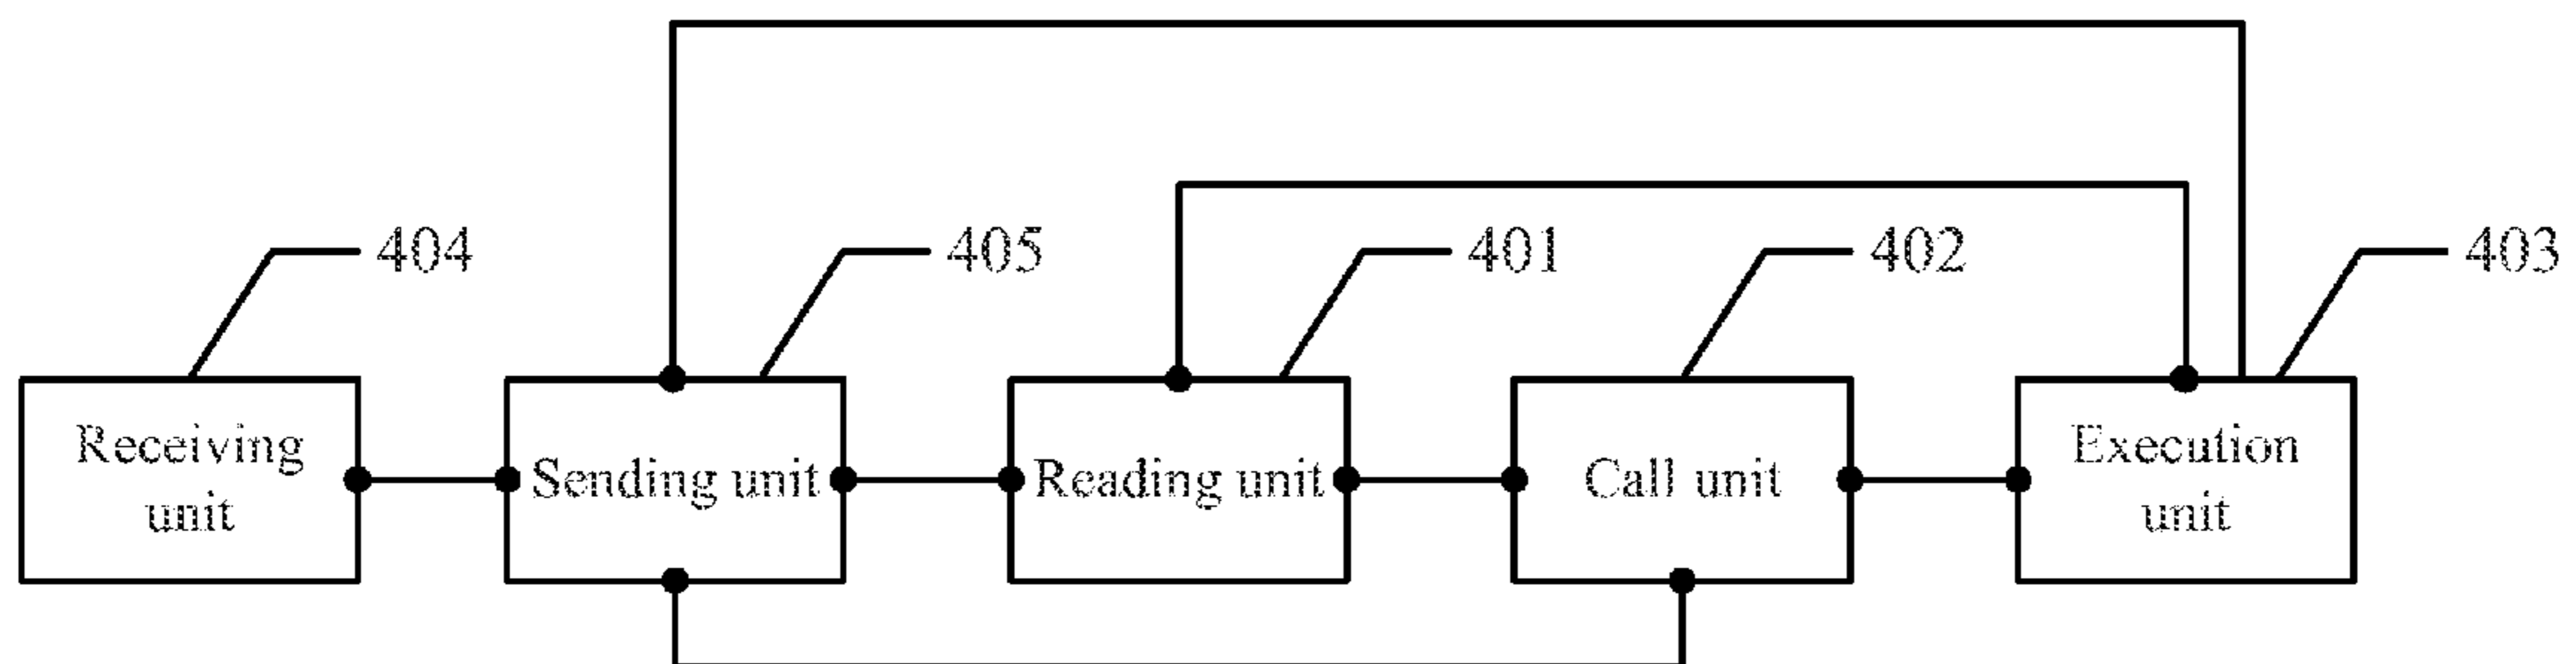 404
405
401
402
403
Receiving
unit
Sending unit
Reading unit
Call unit
Execution
unit